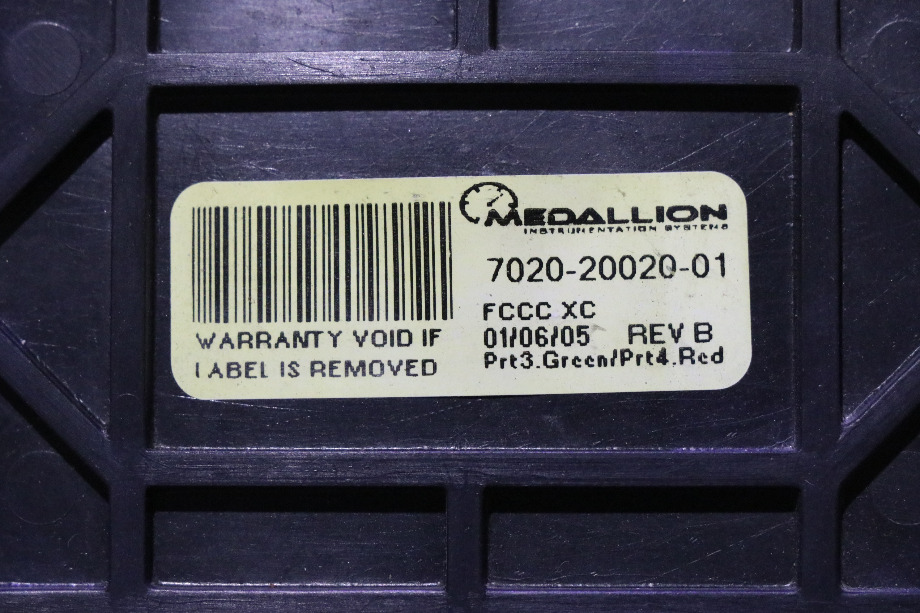 MEDALLION
INSTRUMENTATION SYSTEMS
7020-20020-01
FCCC XC
01/06/05 REV B
Prt3.Green/Prt4.Red
WARRANTY VOID IF
LABEL IS REMOVED